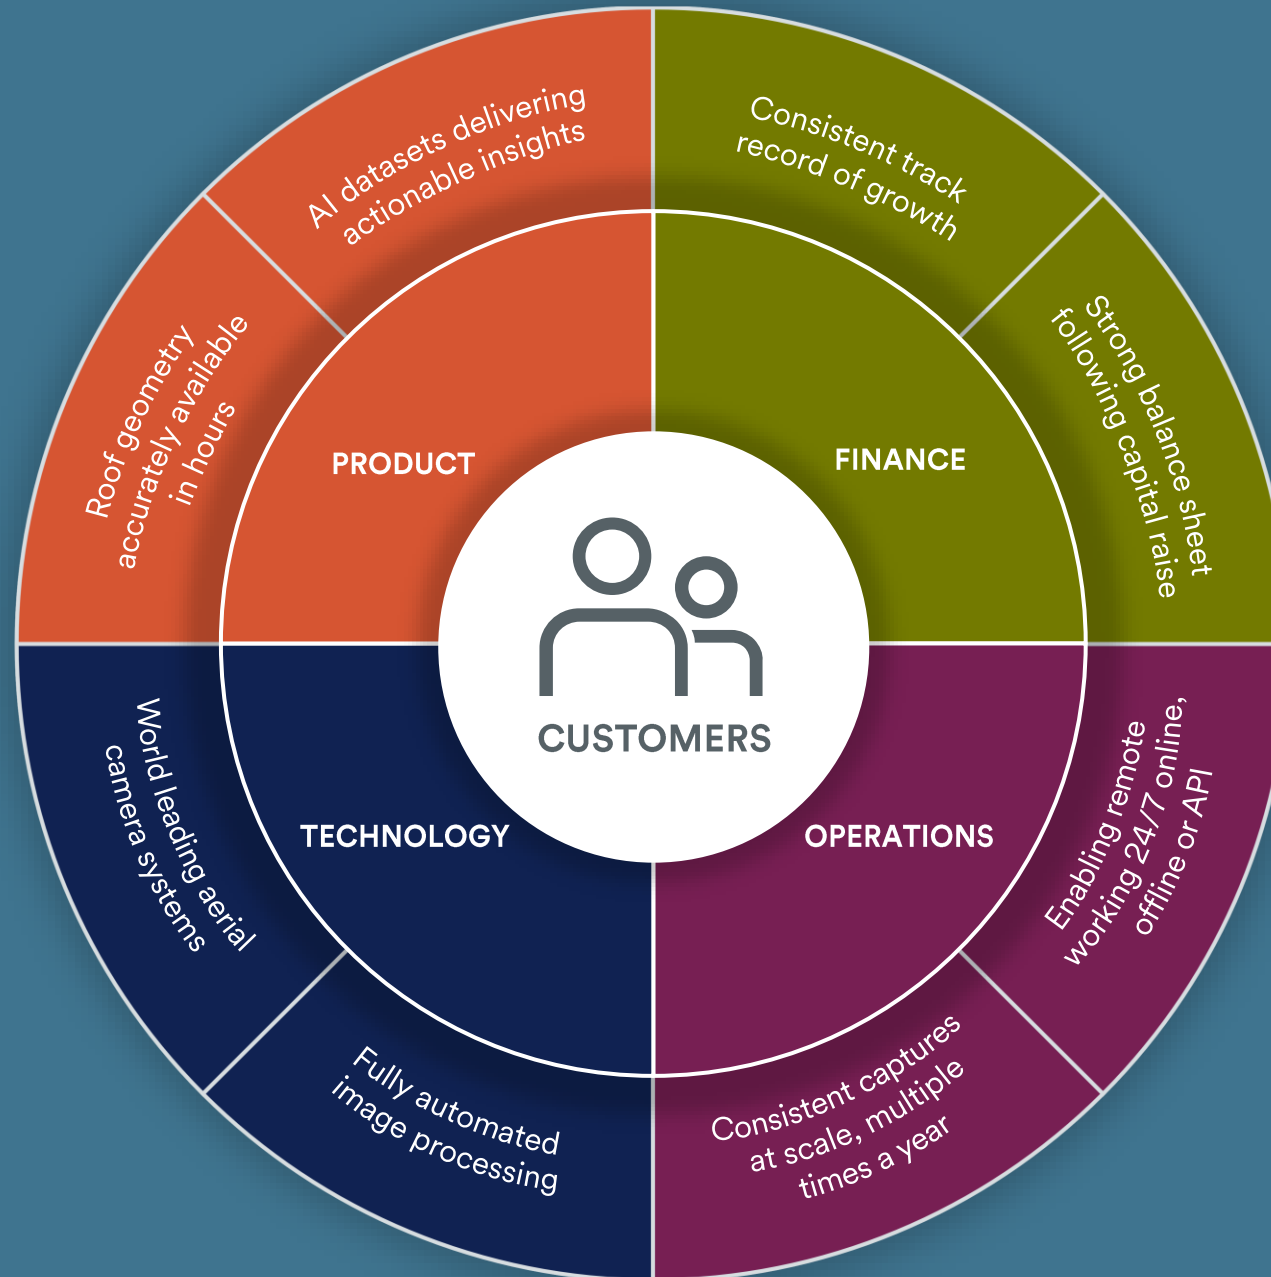 AI datasets delivering
actionable insights
Consistent track
record of growth
Roof geometry
accurately available
in hours
Strong balance sheet
following capital raise
PRODUCT
FINANCE
CUSTOMERS
TECHNOLOGY
OPERATIONS
World leading aerial
camera systems
Enabling remote
working 24/7 online,
offline or API
Fully automated
image processing
Consistent captures
at scale, multiple
times a year